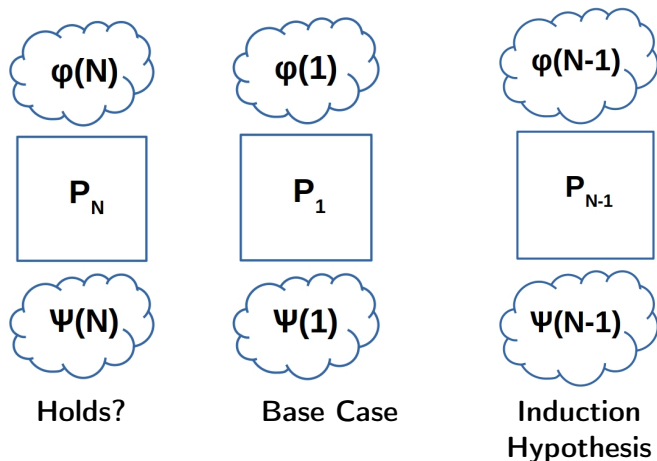 φ(N) φ(1) φ(N-1)
P_N P_1 P_N-1
Ψ(N) Ψ(1) Ψ(N-1)
Holds? Base Case Induction
Hypothesis